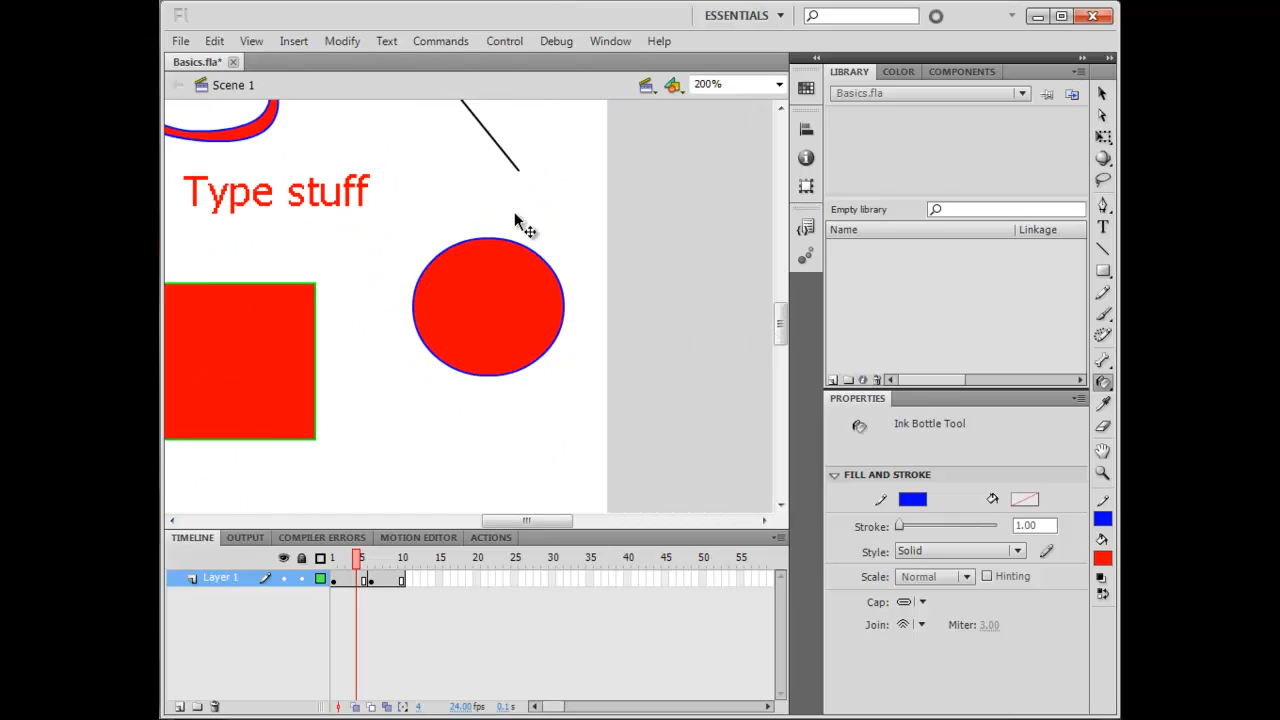 Fl ESSENTIALS
File Edit View Insert Modify Text Commands Control Debug Window Help
Basics.fla*
Scene 1 200%
LIBRARY COLOR COMPONENTS
Basics.fla
Empty library
Name Linkage
Type stuff
PROPERTIES
Ink Bottle Tool
FILL AND STROKE
Stroke: 1.00
Style: Solid
Scale: Normal Hinting
Cap:
Join: Miter: 3.00
TIMELINE OUTPUT COMPILER ERRORS MOTION EDITOR ACTIONS
1 5 10 15 20 25 30 35 40 45 50 55
Layer 1
4 24.00 fps 0.1 s